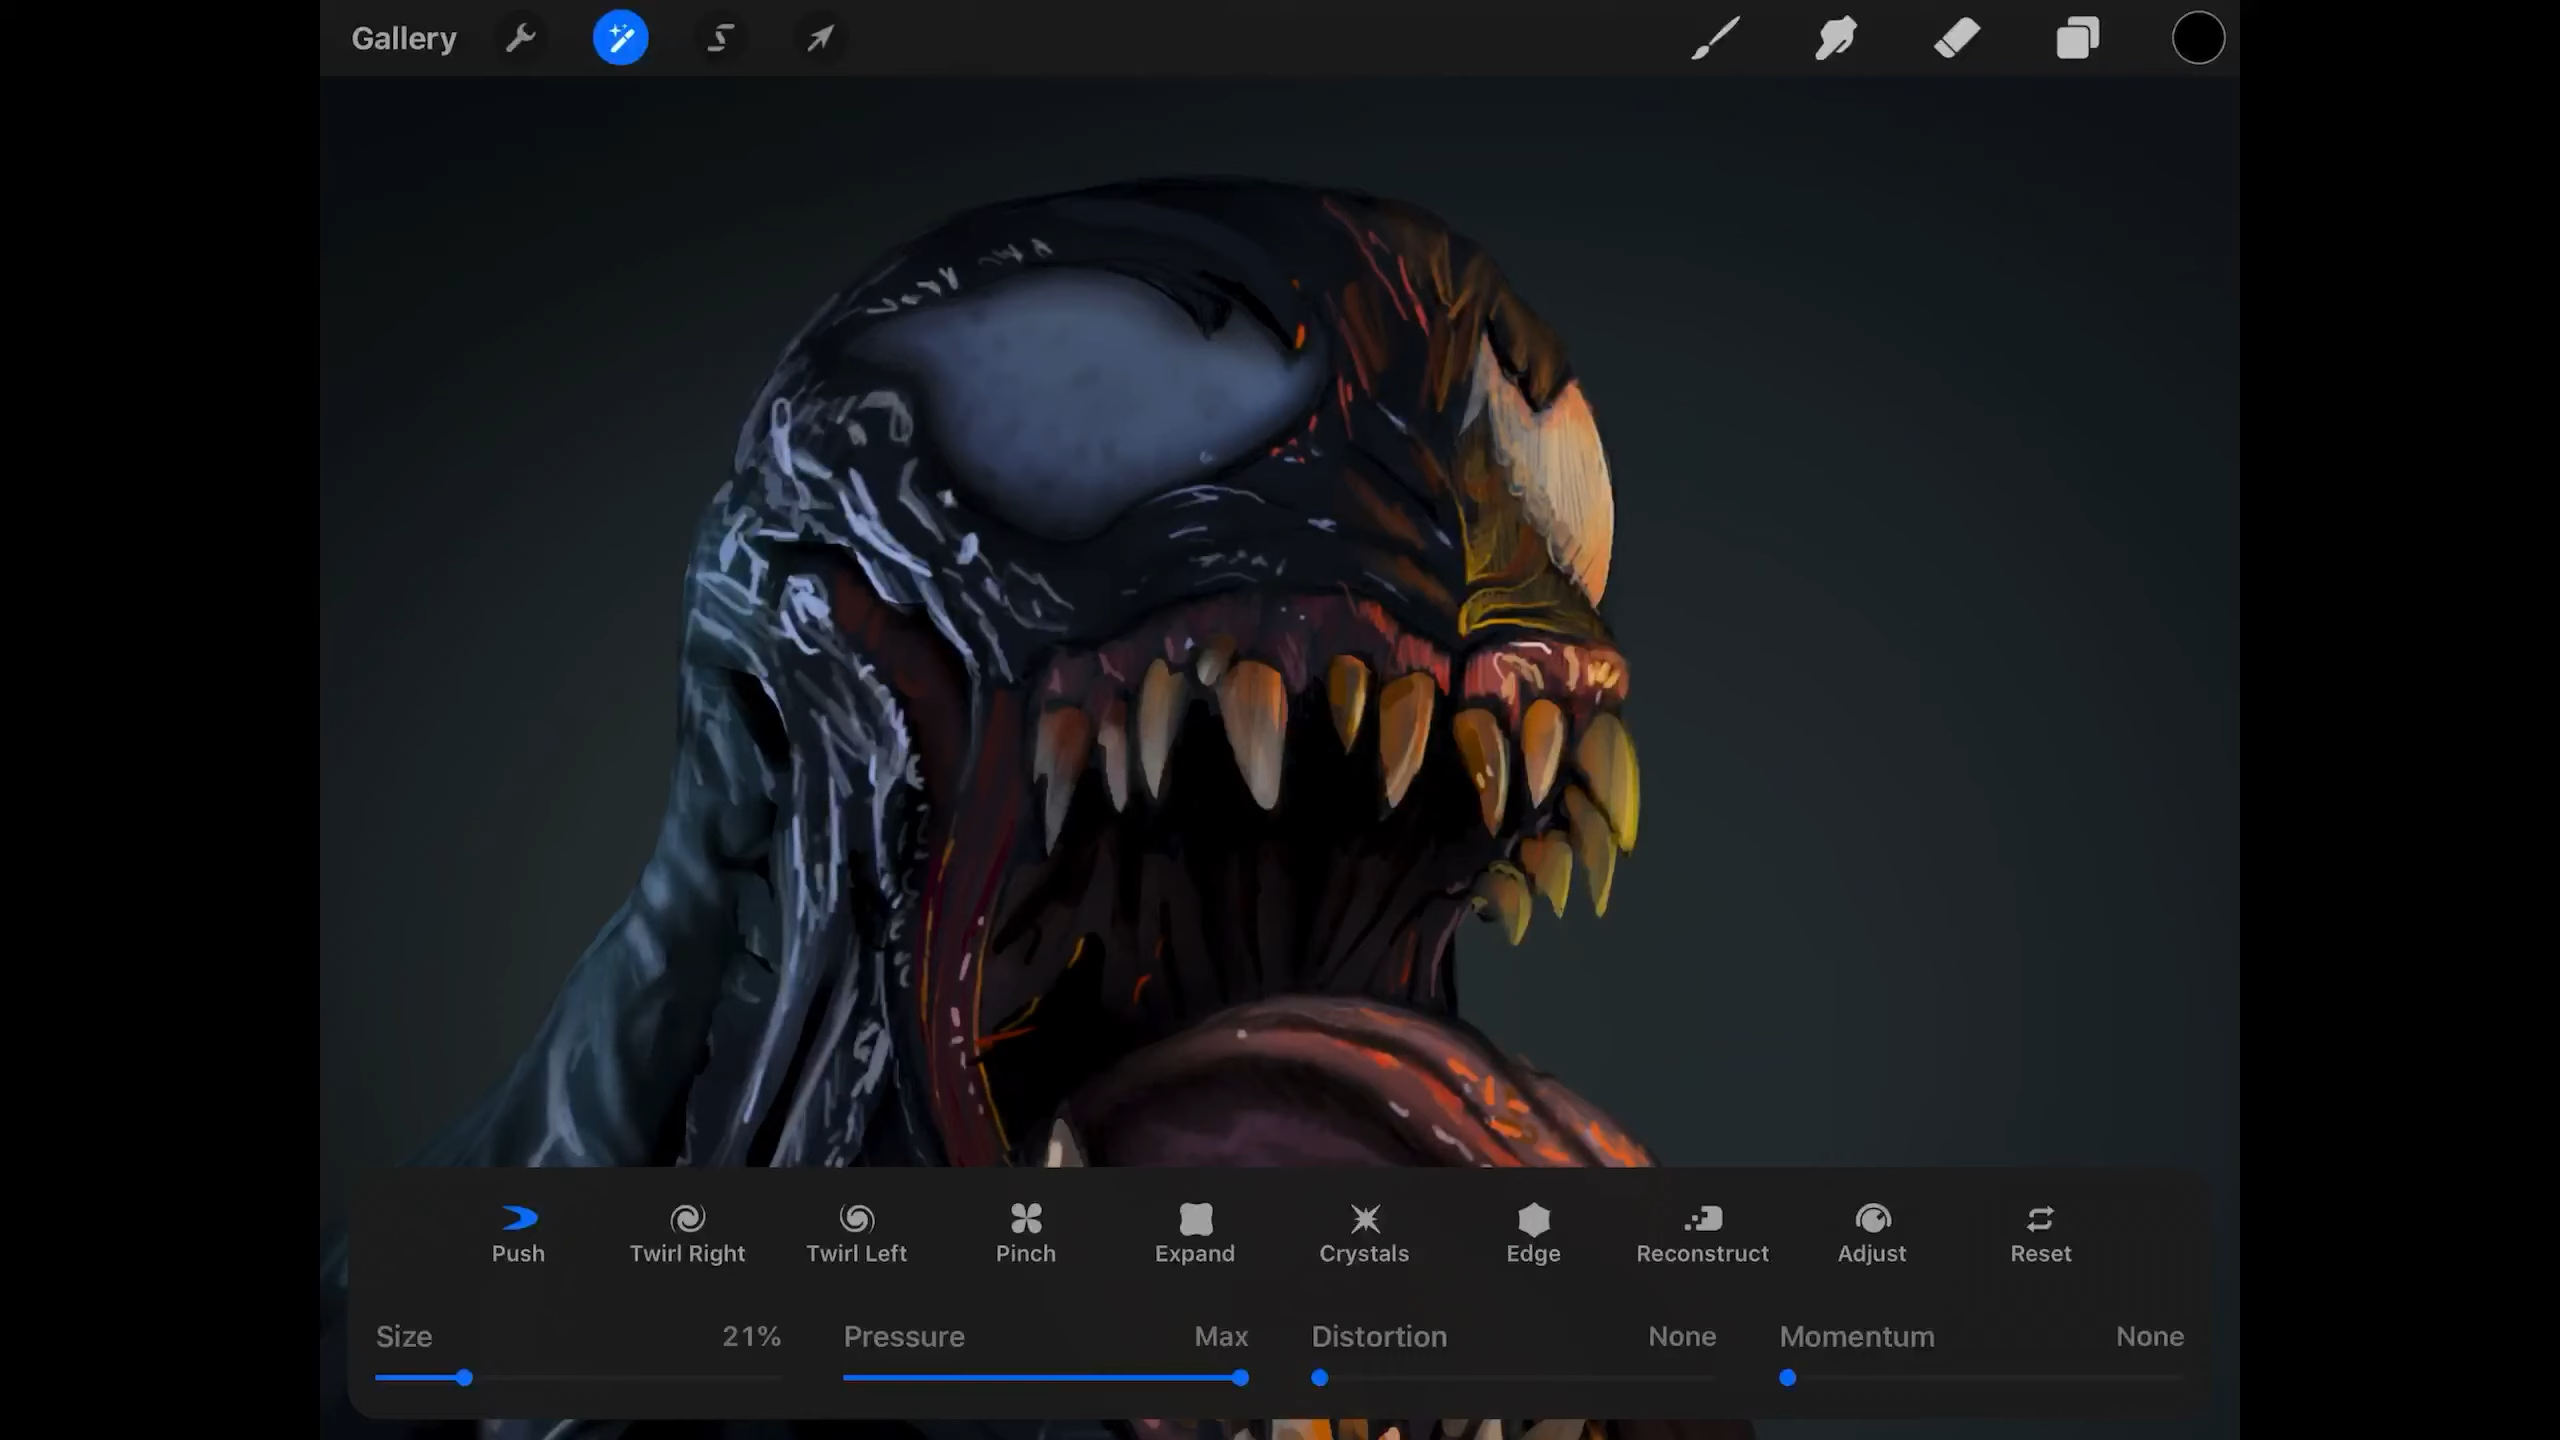 Gallery
Push Twirl Right Twirl Left Pinch Expand Crystals Edge Reconstruct Adjust Reset
Size 21% Pressure Max Distortion None Momentum None